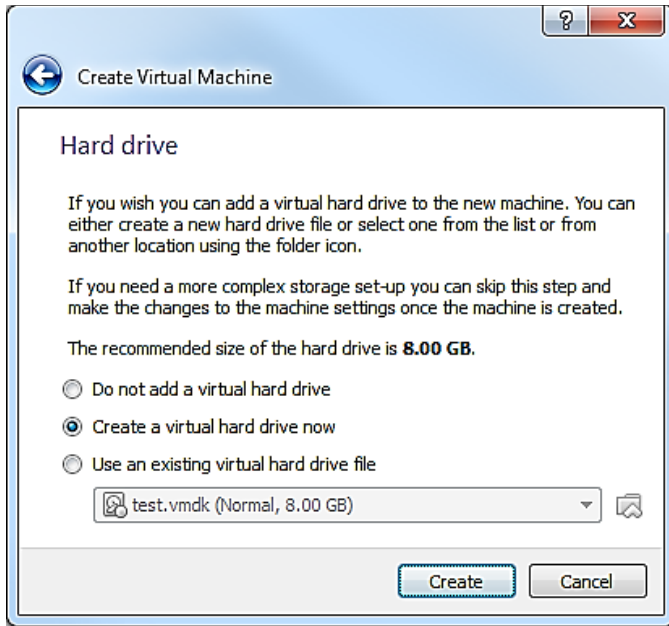 ?
Create Virtual Machine
Hard drive
If you wish you can add a virtual hard drive to the new machine. You can
either create a new hard drive file or select one from the list or from
another location using the folder icon.
If you need a more complex storage set-up you can skip this step and
make the changes to the machine settings once the machine is created.
The recommended size of the hard drive is 8.00 GB.
Do not add a virtual hard drive
Create a virtual hard drive now
Use an existing virtual hard drive file
test.vmdk (Normal, 8.00 GB)
Create Cancel